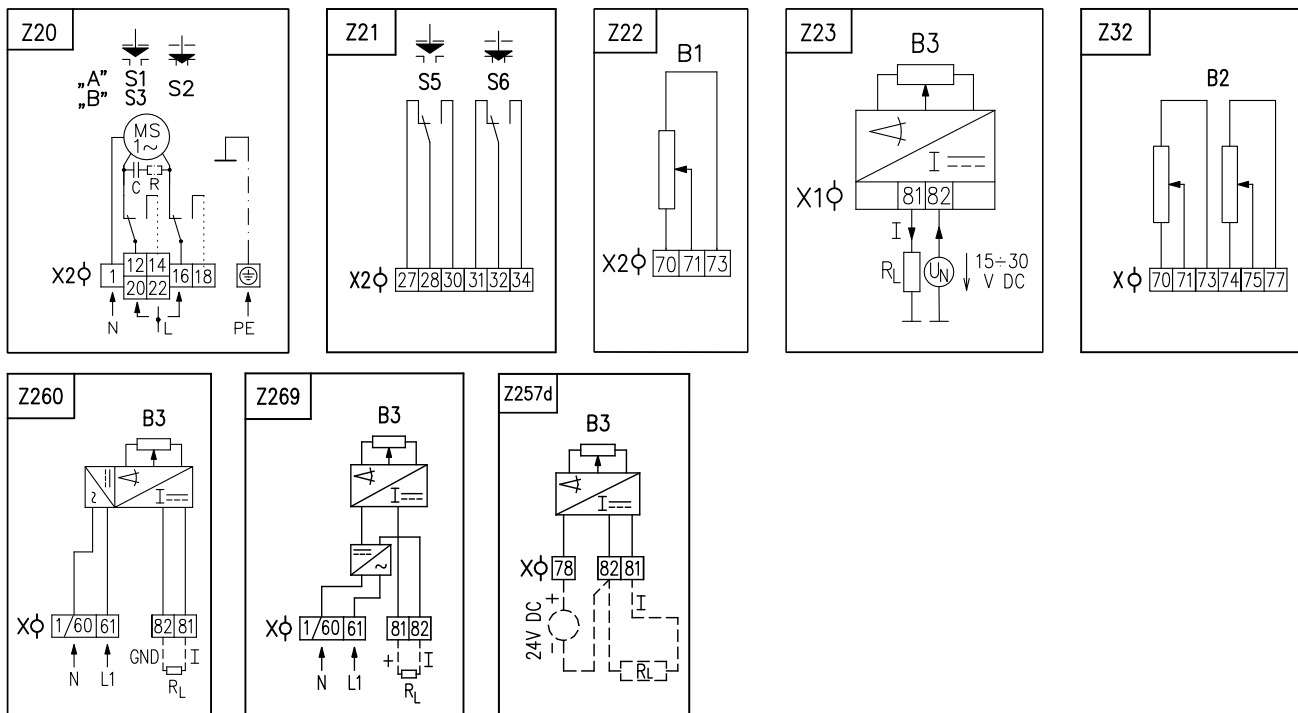 Z20
„A” S1 S2
„B” S3
MS
1~
C R
12 14
X2 1 16 18
20 22
N L PE
Z21
S5 S6
X2 27 28 30 31 32 34
Z22
B1
X2 70 71 73
Z23
B3
I
X1 81 82
I
RL UN 15÷30
V DC
Z32
B2
X 70 71 73 74 75 77
Z260
B3
~ I
X 1/60 61 82 81
GND I
N L1 RL
Z269
B3
I
~
X 1/60 61 81 82
+ I
N L1 RL
Z257d
B3
I
X 78 82 81
+ I
24V DC
–
RL